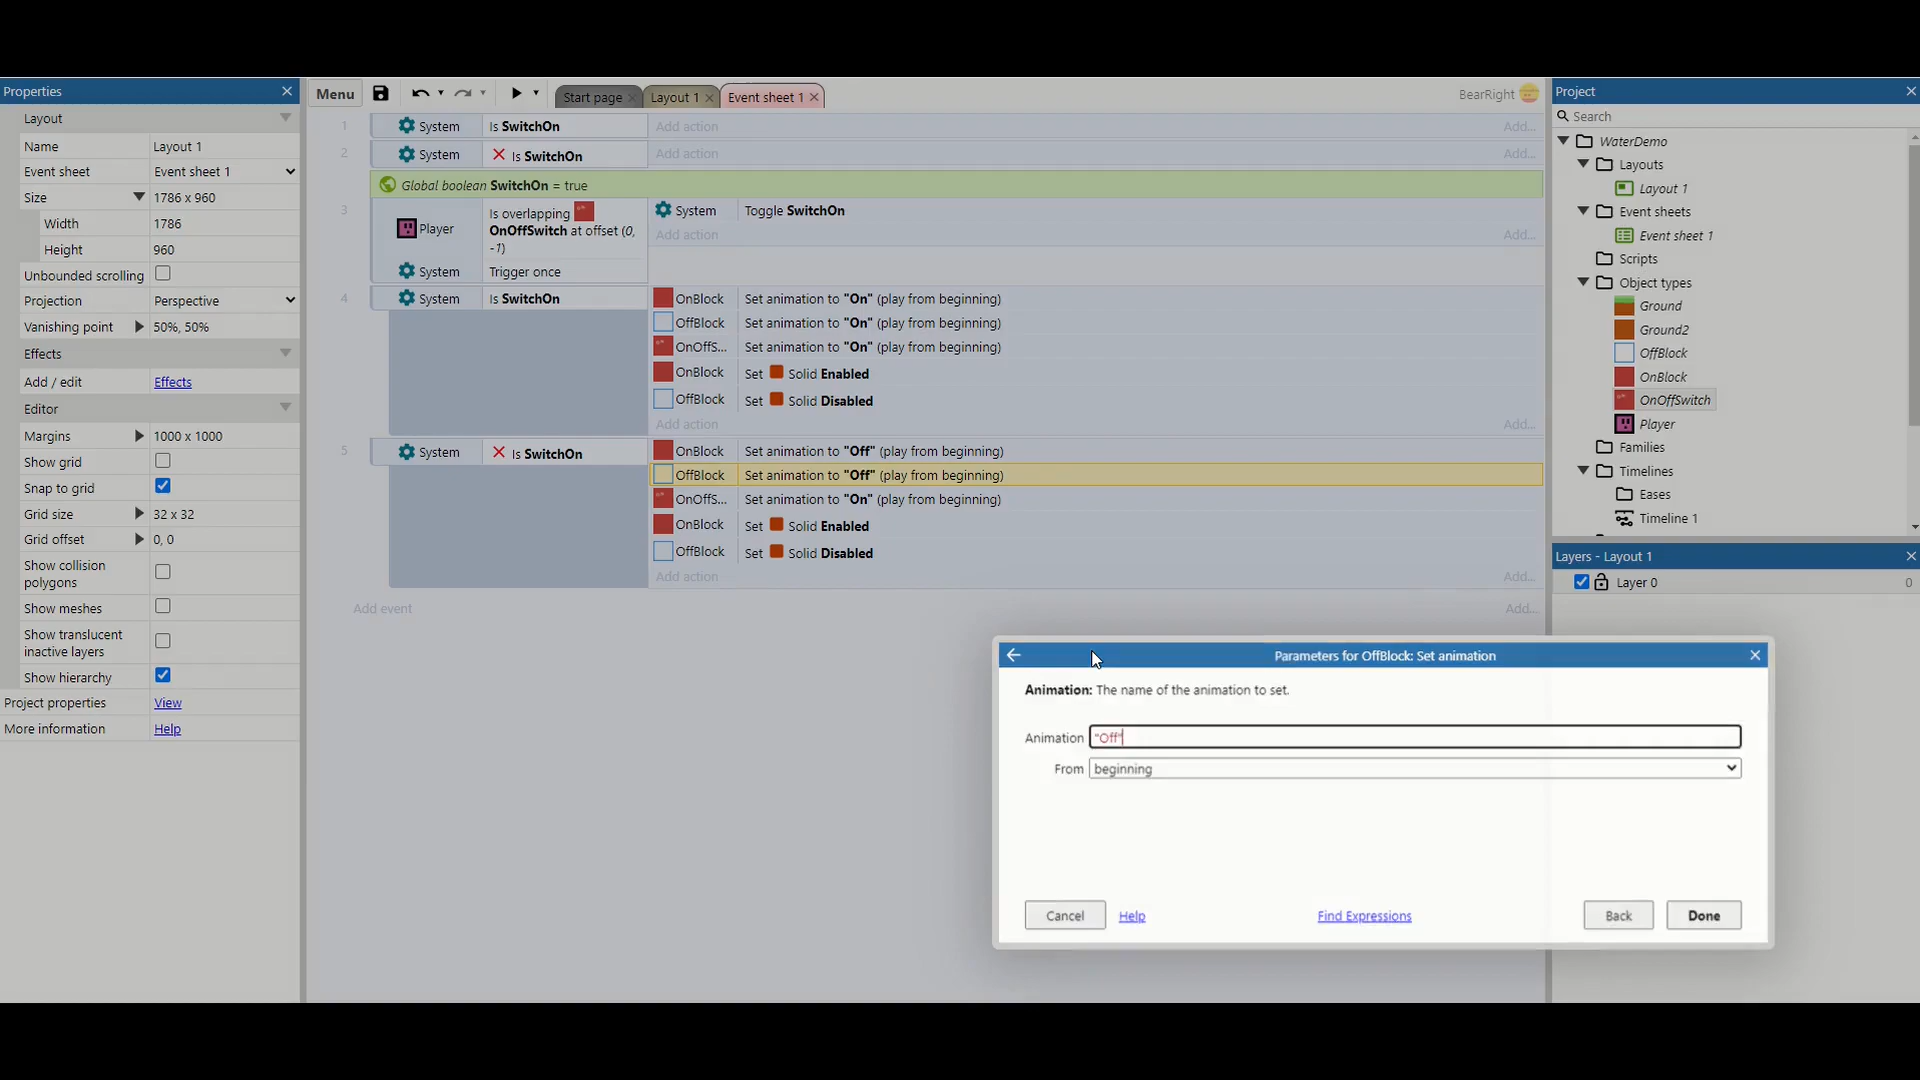 Properties
Layout
Name Layout 1
Event sheet Event sheet 1
Size 1786 x 960
Width 1786
Height 960
Unbounded scrolling
Projection Perspective
Vanishing point 50%, 50%
Effects
Add / edit Effects
Editor
Margins 1000 x 1000
Show grid
Snap to grid
Grid size 32 x 32
Grid offset 0, 0
Show collision
polygons
Show meshes
Show translucent
inactive layers
Show hierarchy
Project properties View
More information Help
Menu
Start page
Layout 1
Event sheet 1
BearRight
1 System Is SwitchOn Add action Add...
2 System Is SwitchOn Add action Add...
Global boolean SwitchOn = true
3 Player Is overlapping
OnOffSwitch at offset (0,
-1)
System Toggle SwitchOn
Add action Add...
System Trigger once
4 System Is SwitchOn
OnBlock Set animation to "On" (play from beginning)
OffBlock Set animation to "On" (play from beginning)
OnOffS... Set animation to "On" (play from beginning)
OnBlock Set Solid Enabled
OffBlock Set Solid Disabled
Add action Add...
5 System Is SwitchOn
OnBlock Set animation to "Off" (play from beginning)
OffBlock Set animation to "Off" (play from beginning)
OnOffS... Set animation to "On" (play from beginning)
OnBlock Set Solid Enabled
OffBlock Set Solid Disabled
Add action Add...
Add event Add...
Parameters for OffBlock: Set animation
Animation: The name of the animation to set.
Animation "Off"
From beginning
Cancel Help Find Expressions Back Done
Project
Search
WaterDemo
Layouts
Layout 1
Event sheets
Event sheet 1
Scripts
Object types
Ground
Ground2
OffBlock
OnBlock
OnOffSwitch
Player
Families
Timelines
Eases
Timeline 1
Layers - Layout 1
Layer 0 0